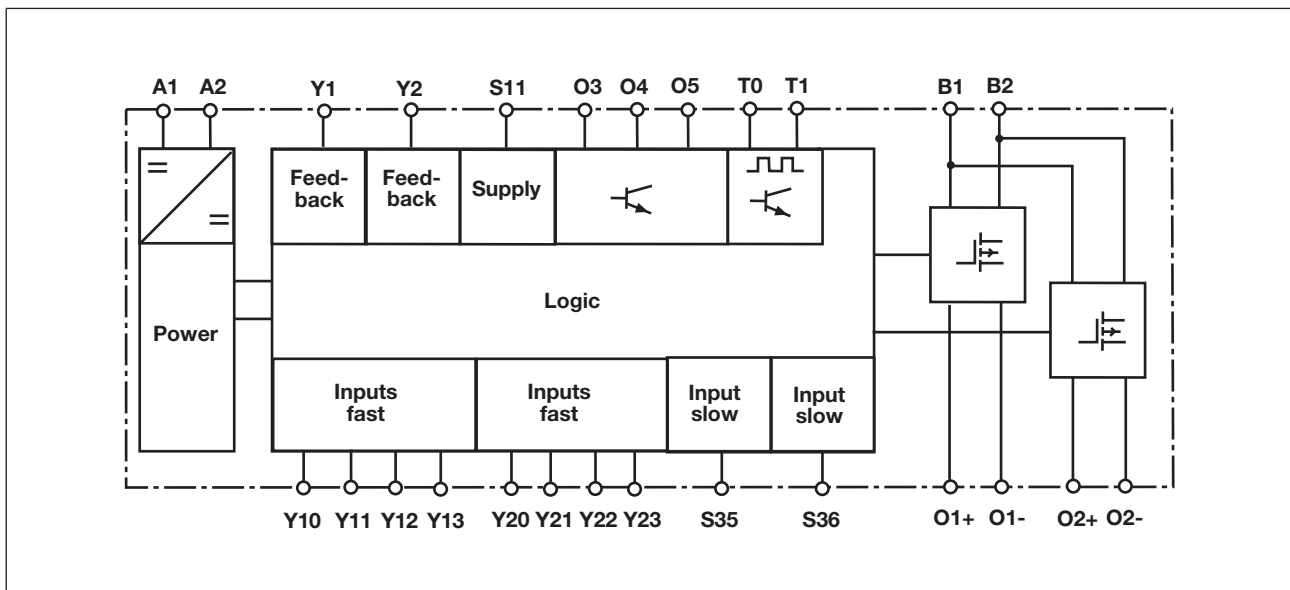 A1 A2 Y1 Y2 S11 O3 O4 O5 T0 T1 B1 B2
Feed-
back
Feed-
back
Supply
Logic
Power
Inputs
fast
Inputs
fast
Input
slow
Input
slow
Y10 Y11 Y12 Y13 Y20 Y21 Y22 Y23 S35 S36 O1+ O1- O2+ O2-